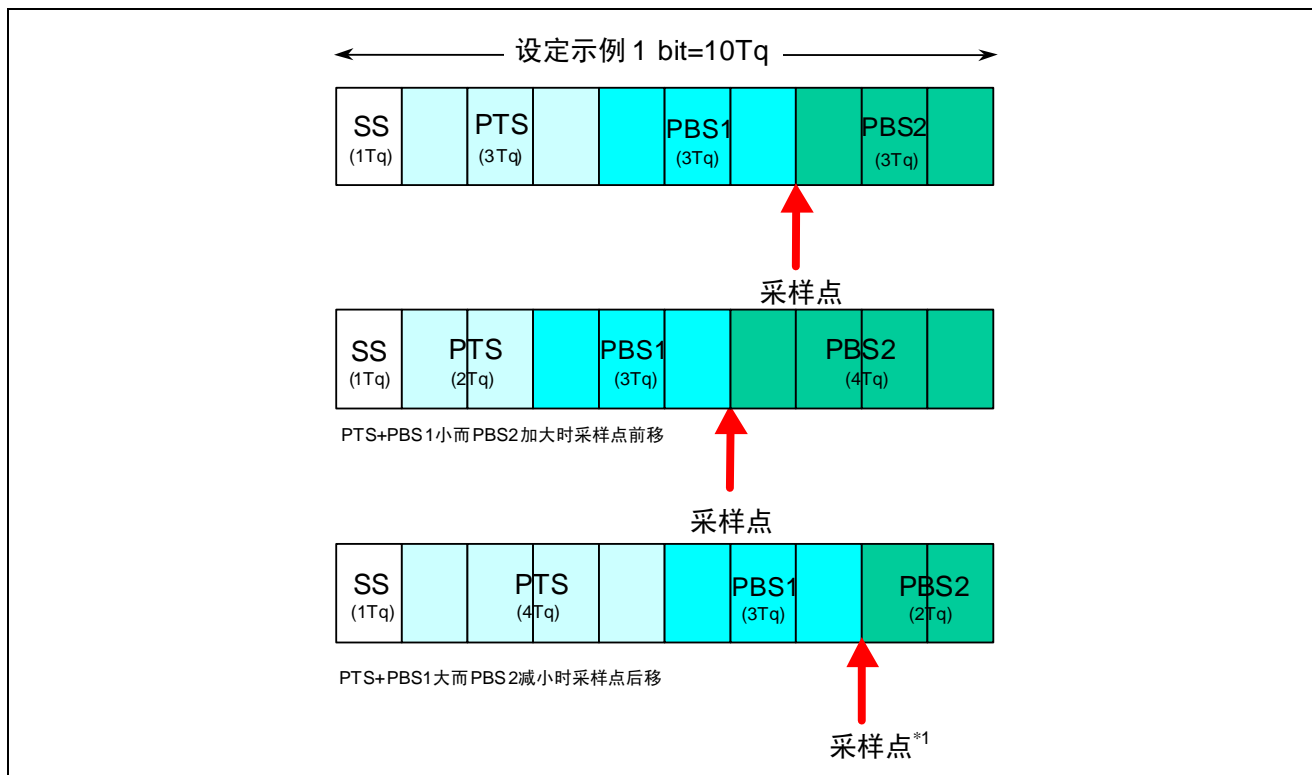 设定示例 1 bit=10Tq
SS PTS PBS1 PBS2
(1Tq) (3Tq) (3Tq) (3Tq)
采样点
SS PTS PBS1 PBS2
(1Tq) (2Tq) (3Tq) (4Tq)
PTS+PBS1小而PBS2加大时采样点前移
采样点
SS PTS PBS1 PBS2
(1Tq) (4Tq) (3Tq) (2Tq)
PTS+PBS1大而PBS2减小时采样点后移
采样点*1